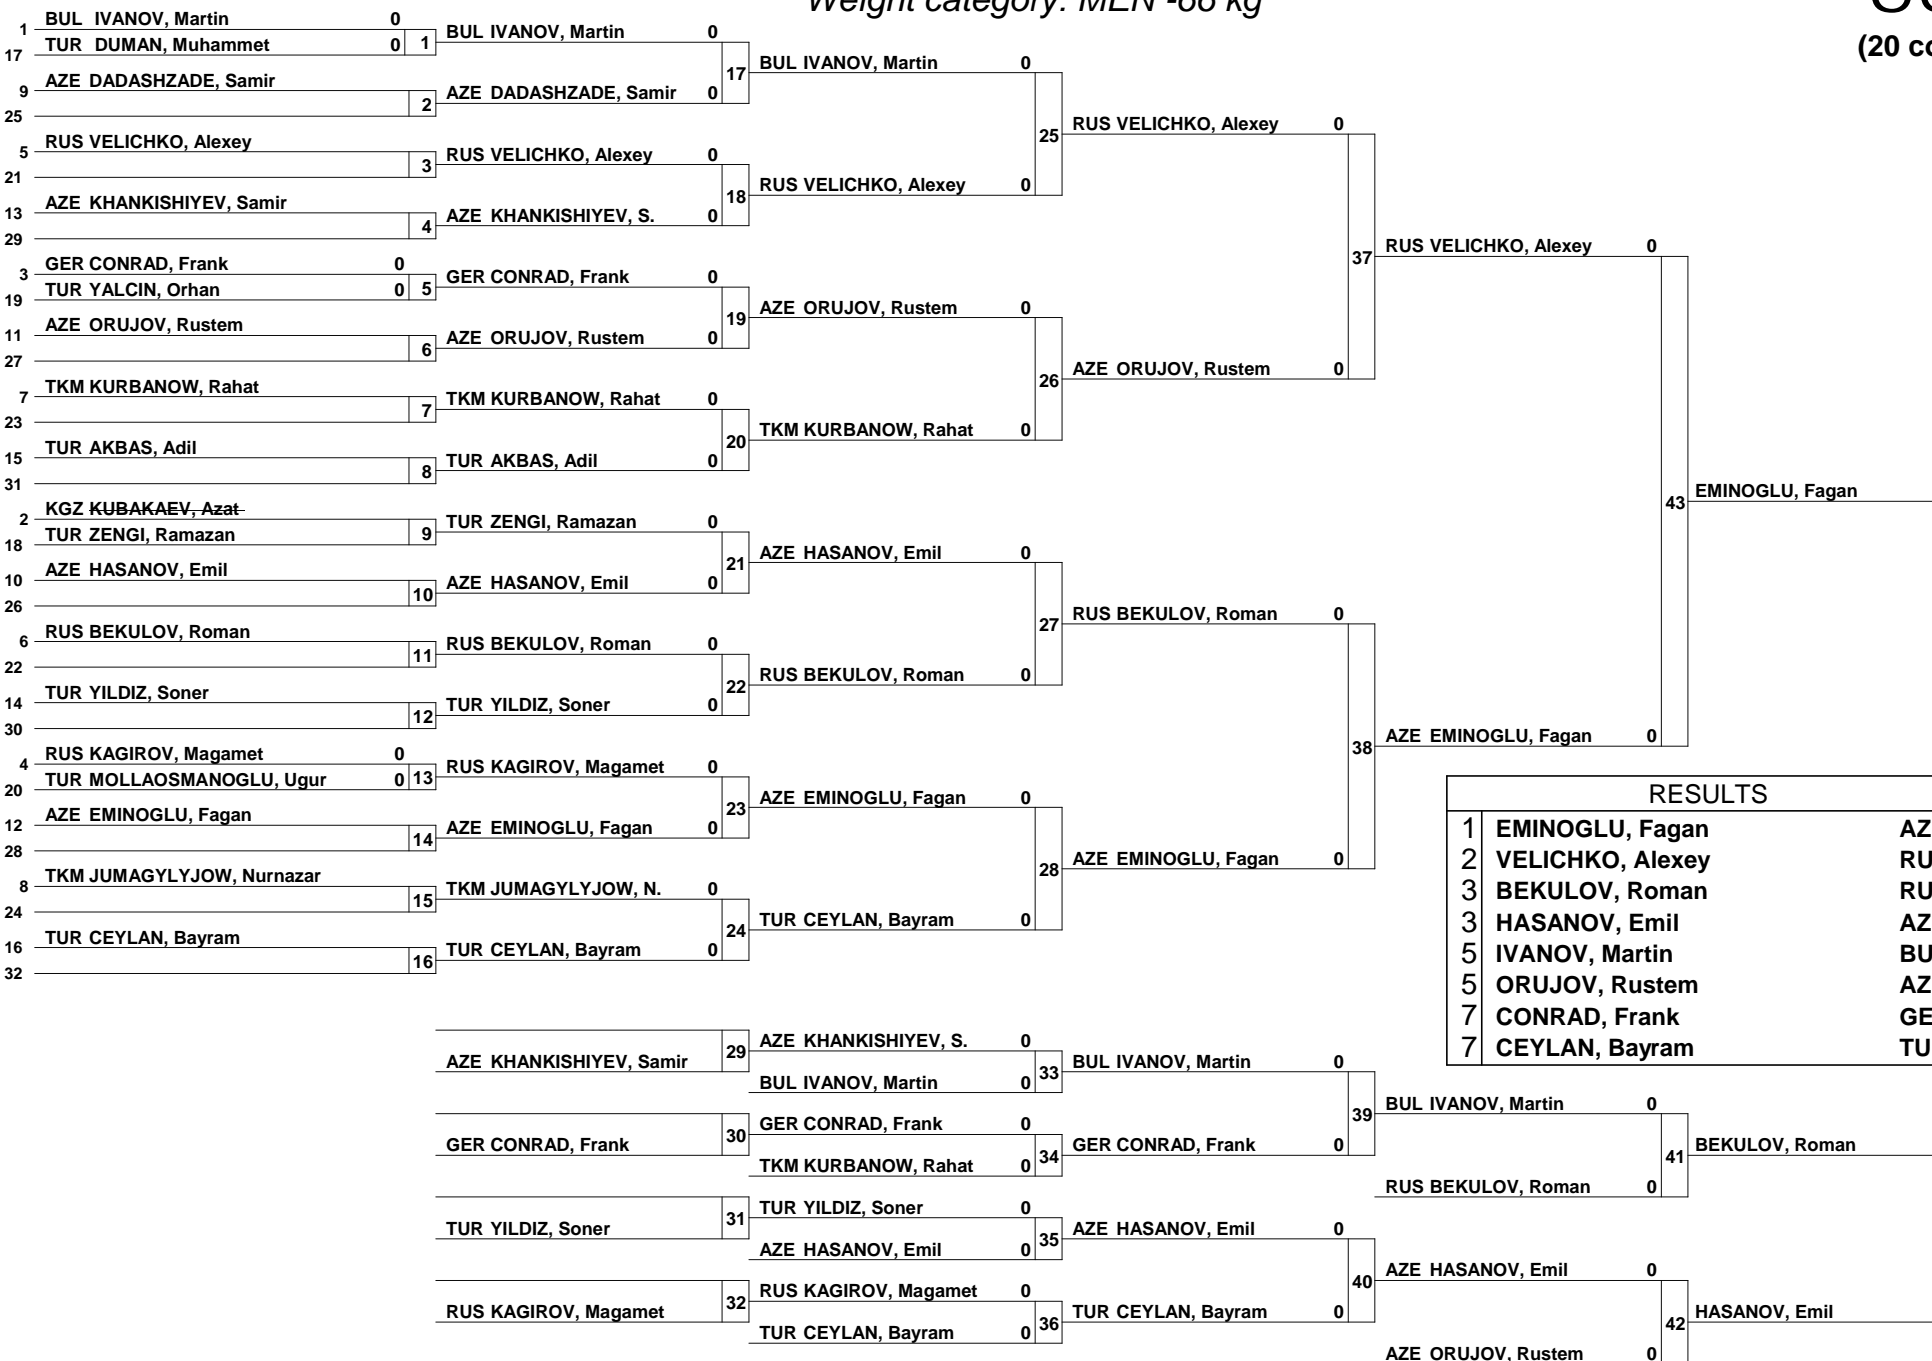 Weight category: MEN -66 kg
(20 co
1 BUL IVANOV, Martin 0
17 TUR DUMAN, Muhammet 0 1
9 AZE DADASHZADE, Samir
25 2
5 RUS VELICHKO, Alexey
21 3
13 AZE KHANKISHIYEV, Samir
29 4
3 GER CONRAD, Frank 0
19 TUR YALCIN, Orhan 0 5
11 AZE ORUJOV, Rustem
27 6
7 TKM KURBANOW, Rahat
23 7
15 TUR AKBAS, Adil
31 8
2 KGZ KUBAKAEV, Azat
18 TUR ZENGI, Ramazan 9
10 AZE HASANOV, Emil
26 10
6 RUS BEKULOV, Roman
22 11
14 TUR YILDIZ, Soner
30 12
4 RUS KAGIROV, Magamet 0
20 TUR MOLLAOSMANOGLU, Ugur 0 13
12 AZE EMINOGLU, Fagan
28 14
8 TKM JUMAGYLYJOW, Nurnazar
24 15
16 TUR CEYLAN, Bayram
32 16
BUL IVANOV, Martin 0
17
AZE DADASHZADE, Samir 0
RUS VELICHKO, Alexey 0
18
AZE KHANKISHIYEV, S. 0
GER CONRAD, Frank 0
19
AZE ORUJOV, Rustem 0
TKM KURBANOW, Rahat 0
20
TUR AKBAS, Adil 0
TUR ZENGI, Ramazan 0
21
AZE HASANOV, Emil 0
RUS BEKULOV, Roman 0
22
TUR YILDIZ, Soner 0
RUS KAGIROV, Magamet 0
23
AZE EMINOGLU, Fagan 0
TKM JUMAGYLYJOW, N. 0
24
TUR CEYLAN, Bayram 0
BUL IVANOV, Martin 0
25
RUS VELICHKO, Alexey 0
AZE ORUJOV, Rustem 0
26
TKM KURBANOW, Rahat 0
AZE HASANOV, Emil 0
27
RUS BEKULOV, Roman 0
AZE EMINOGLU, Fagan 0
28
TUR CEYLAN, Bayram 0
RUS VELICHKO, Alexey 0
37
AZE ORUJOV, Rustem 0
RUS BEKULOV, Roman 0
38
AZE EMINOGLU, Fagan 0
RUS VELICHKO, Alexey 0
43
AZE EMINOGLU, Fagan 0
EMINOGLU, Fagan
RESULTS
1 EMINOGLU, Fagan AZ
2 VELICHKO, Alexey RU
3 BEKULOV, Roman RU
3 HASANOV, Emil AZ
5 IVANOV, Martin BU
5 ORUJOV, Rustem AZ
7 CONRAD, Frank GE
7 CEYLAN, Bayram TU
AZE KHANKISHIYEV, Samir 29
GER CONRAD, Frank 30
TUR YILDIZ, Soner 31
RUS KAGIROV, Magamet 32
AZE KHANKISHIYEV, S. 0
BUL IVANOV, Martin 0 33
GER CONRAD, Frank 0
TKM KURBANOW, Rahat 0 34
TUR YILDIZ, Soner 0
AZE HASANOV, Emil 0 35
RUS KAGIROV, Magamet 0
TUR CEYLAN, Bayram 0 36
BUL IVANOV, Martin 0
39
GER CONRAD, Frank 0
AZE HASANOV, Emil 0
40
TUR CEYLAN, Bayram 0
BUL IVANOV, Martin 0
41
RUS BEKULOV, Roman 0
BEKULOV, Roman
AZE HASANOV, Emil 0
42
AZE ORUJOV, Rustem 0
HASANOV, Emil